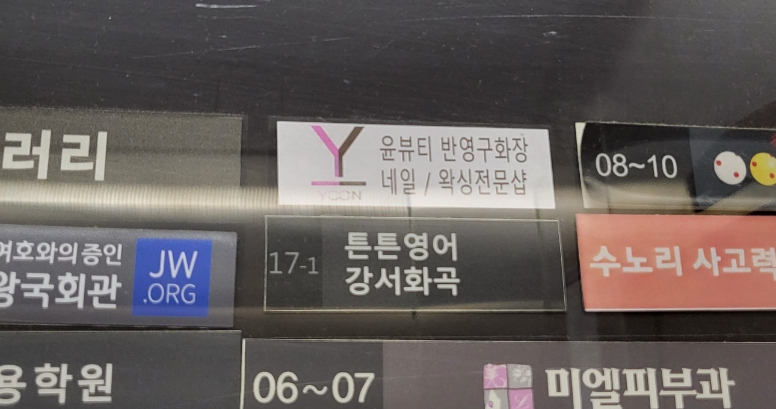 러리
윤뷰티 반영구화장
네일 / 왁싱전문샵
YOON
08~10
여호와의증인
왕국회관
JW
.ORG
17-1
튼튼영어
강서화곡
수노리 사고력
용학원
06~07
미엘피부과